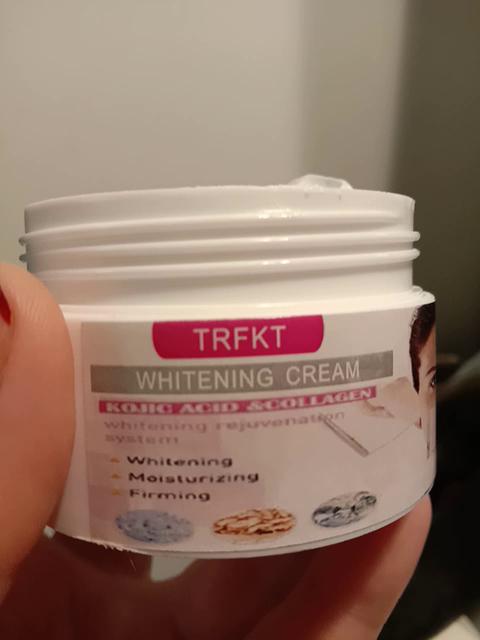 TRFKT
WHITENING CREAM
KOJIC ACID &COLLAGEN
whitening rejuvenation
system
Whitening
Moisturizing
Firming